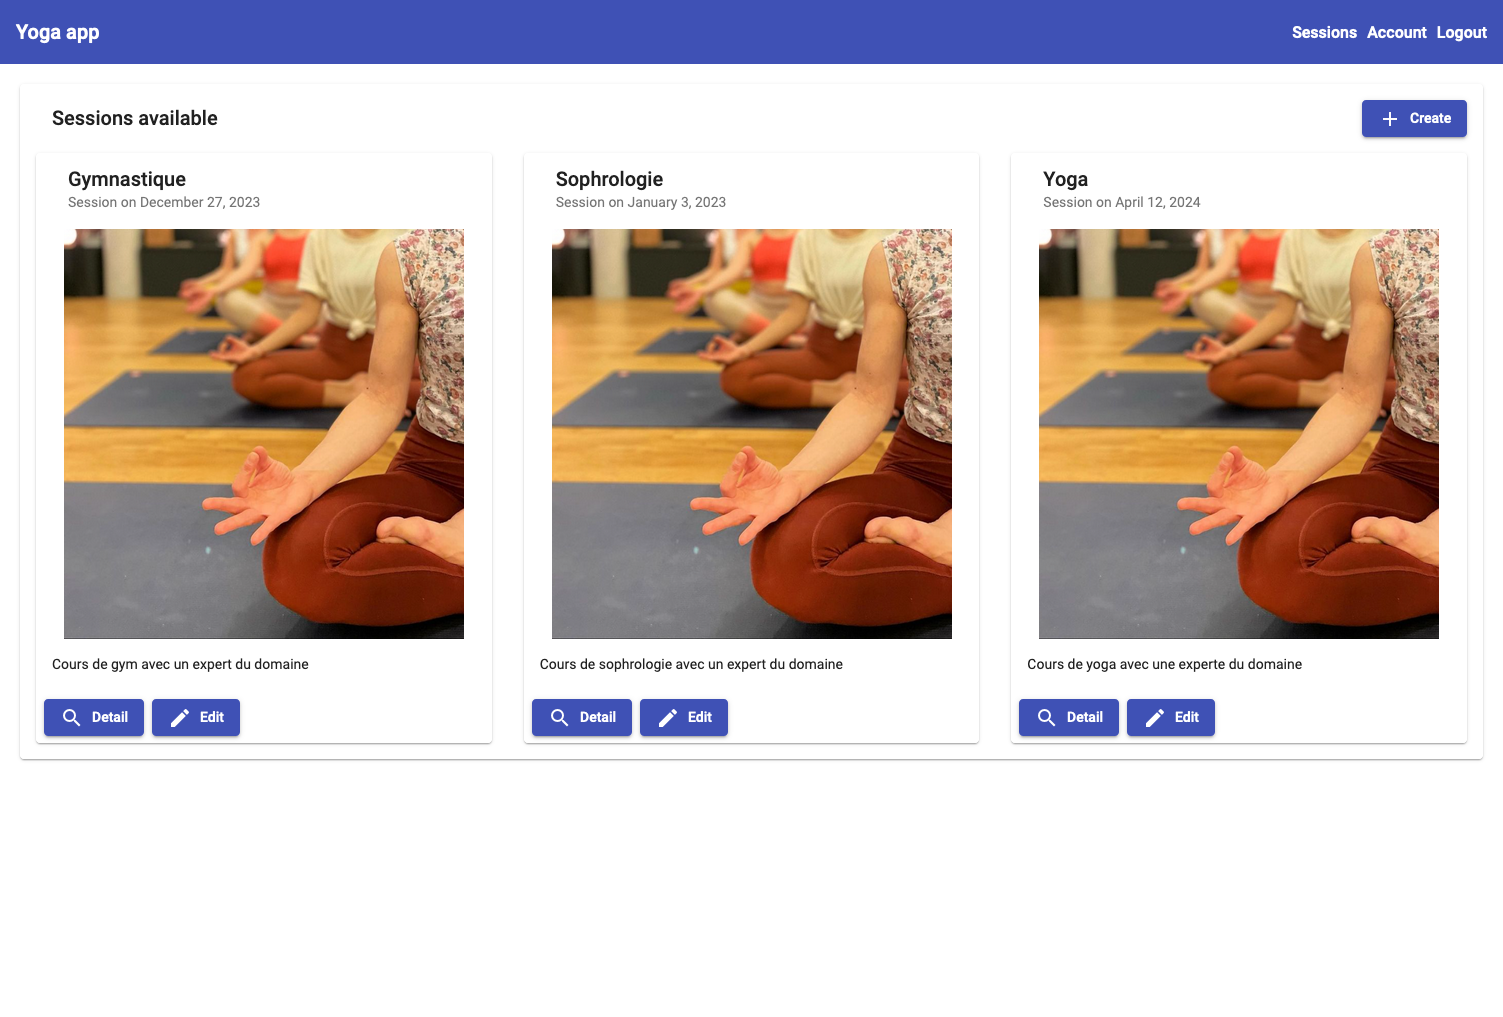 Yoga app
Sessions Account Logout
Sessions available
Create
Gymnastique
Session on December 27, 2023
Cours de gym avec un expert du domaine
Detail Edit
Sophrologie
Session on January 3, 2023
Cours de sophrologie avec un expert du domaine
Detail Edit
Yoga
Session on April 12, 2024
Cours de yoga avec une experte du domaine
Detail Edit